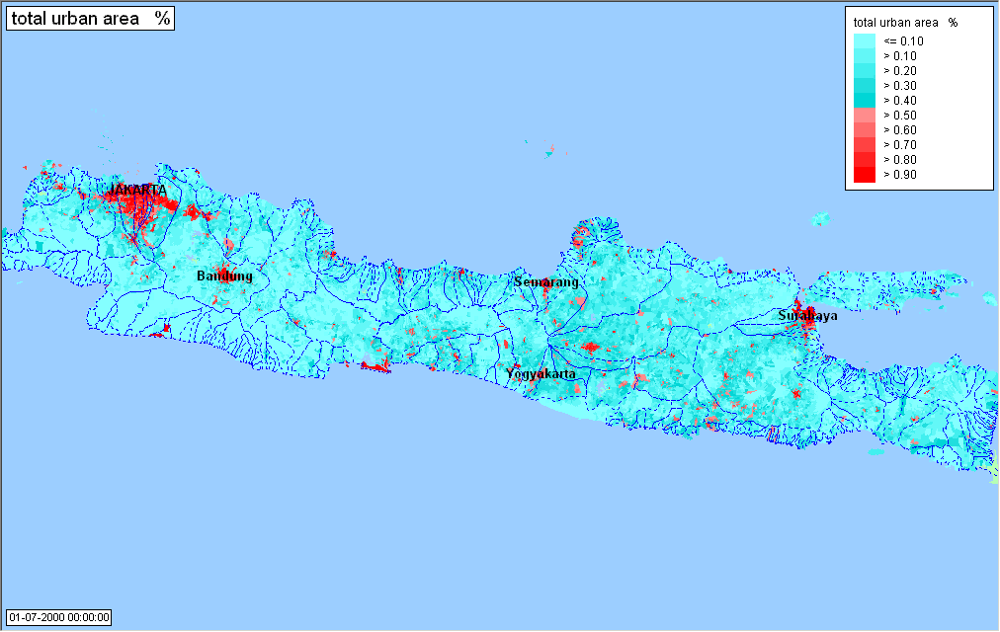 total urban area %
total urban area %
<= 0.10
> 0.10
> 0.20
> 0.30
> 0.40
> 0.50
> 0.60
> 0.70
> 0.80
> 0.90
JAKARTA
Bandung
Semarang
Surabaya
Yogyakarta
01-07-2000 00:00:00